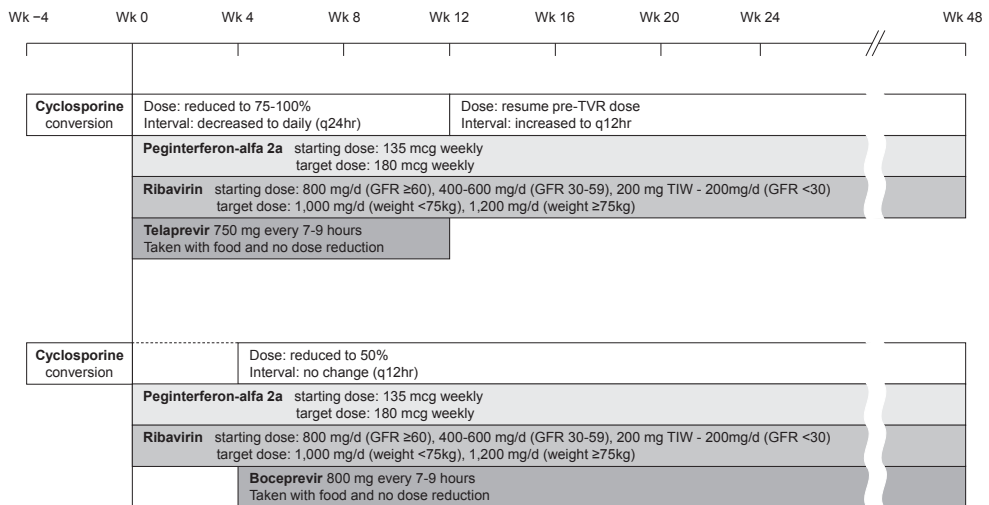 Wk −4 Wk 0 Wk 4 Wk 8 Wk 12 Wk 16 Wk 20 Wk 24 Wk 48
Cyclosporine
conversion
Dose: reduced to 75-100%
Interval: decreased to daily (q24hr)
Dose: resume pre-TVR dose
Interval: increased to q12hr
Peginterferon-alfa 2a starting dose: 135 mcg weekly
target dose: 180 mcg weekly
Ribavirin starting dose: 800 mg/d (GFR ≥60), 400-600 mg/d (GFR 30-59), 200 mg TIW - 200mg/d (GFR <30)
target dose: 1,000 mg/d (weight <75kg), 1,200 mg/d (weight ≥75kg)
Telaprevir 750 mg every 7-9 hours
Taken with food and no dose reduction
Cyclosporine
conversion
Dose: reduced to 50%
Interval: no change (q12hr)
Peginterferon-alfa 2a starting dose: 135 mcg weekly
target dose: 180 mcg weekly
Ribavirin starting dose: 800 mg/d (GFR ≥60), 400-600 mg/d (GFR 30-59), 200 mg TIW - 200mg/d (GFR <30)
target dose: 1,000 mg/d (weight <75kg), 1,200 mg/d (weight ≥75kg)
Boceprevir 800 mg every 7-9 hours
Taken with food and no dose reduction